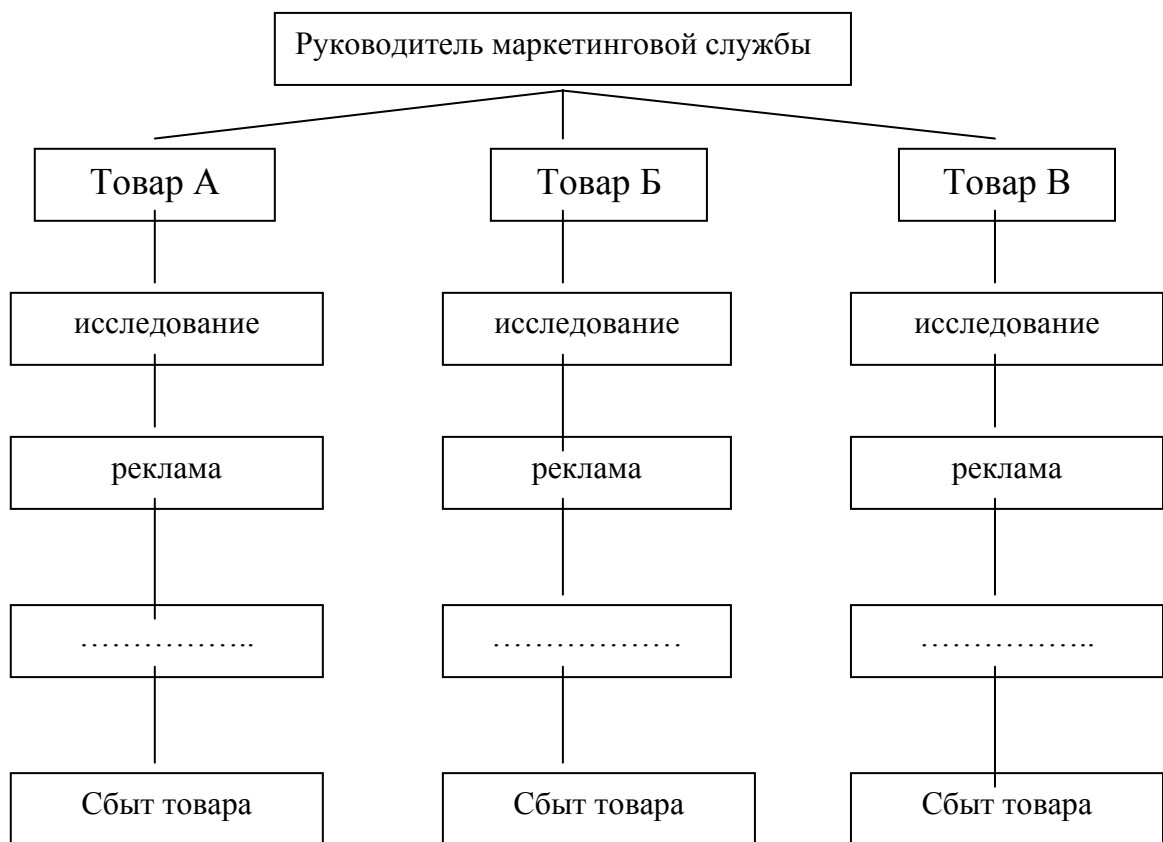 Руководитель маркетинговой службы
Товар А
Товар Б
Товар В
исследование
исследование
исследование
реклама
реклама
реклама
……………..
………………
……………..
Сбыт товара
Сбыт товара
Сбыт товара